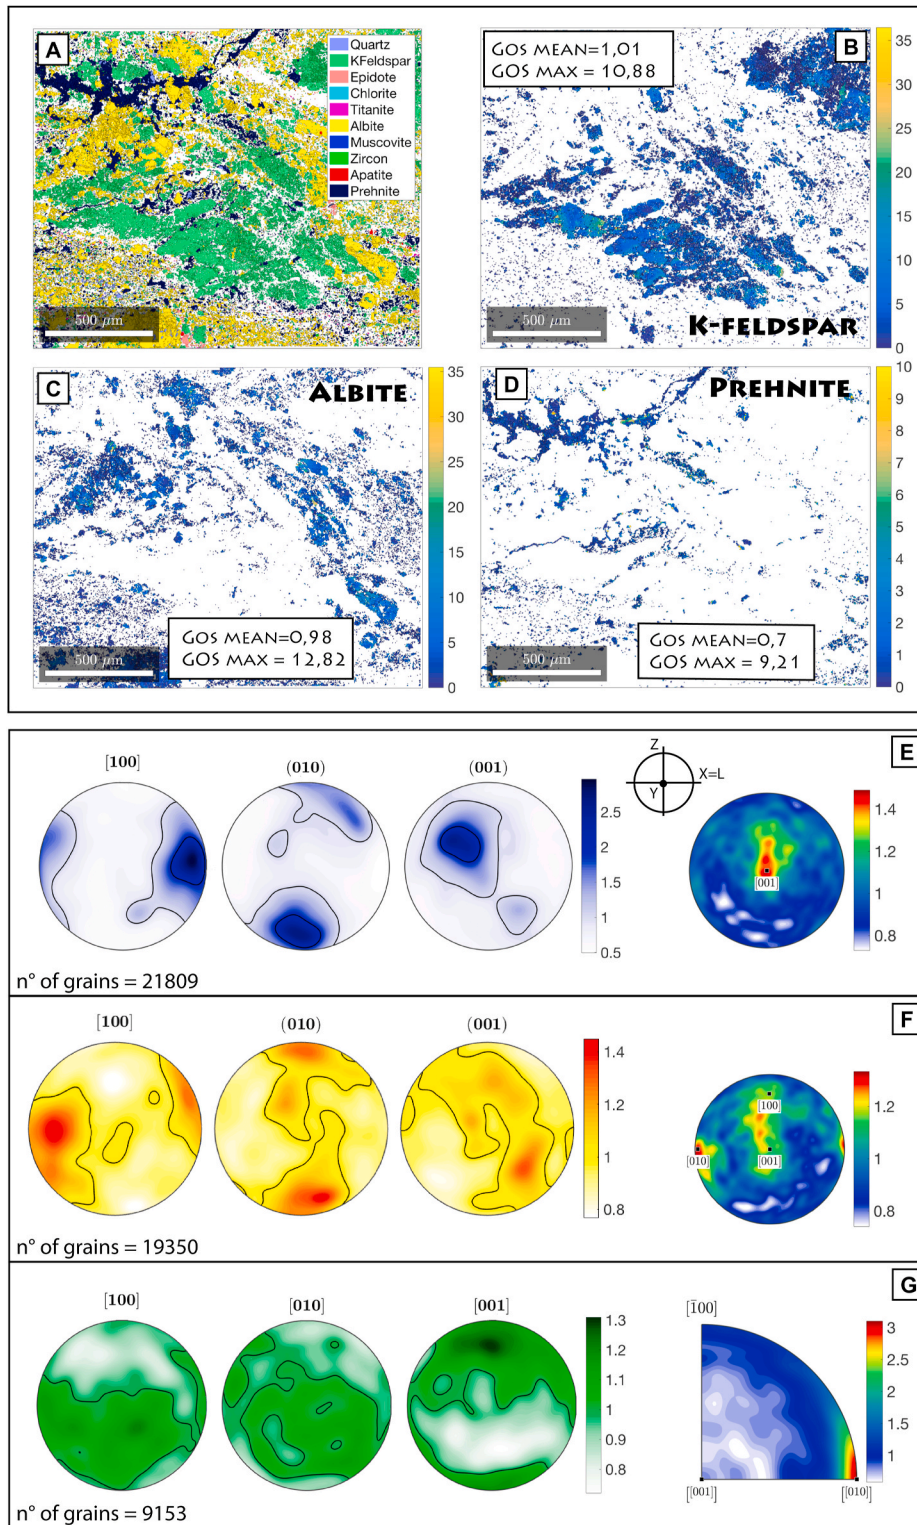 A
Quartz
KFeldspar
Epidote
Chlorite
Titanite
Albite
Muscovite
Zircon
Apatite
Prehnite
500 μm
GOS MEAN=1,01
GOS MAX = 10,88
B
35
30
25
20
15
10
5
0
500 μm
K-FELDSPAR
C
ALBITE
35
30
25
20
15
10
5
0
GOS MEAN=0,98
GOS MAX = 12,82
500 μm
D
PREHNITE
10
9
8
7
6
5
4
3
2
1
0
GOS MEAN=0,7
GOS MAX = 9,21
500 μm
E
[100]
(010)
(001)
2.5
2
1.5
1
0.5
Z
X=L
Y
[001]
1.4
1.2
1
0.8
n° of grains = 21809
F
[100]
(010)
(001)
1.4
1.2
1
0.8
[100]
[010]
[001]
1.2
1
0.8
n° of grains = 19350
G
[100]
[010]
[001]
1.3
1.2
1.1
1
0.9
0.8
[1̄00]
[001]
[010]
3
2.5
2
1.5
1
n° of grains = 9153